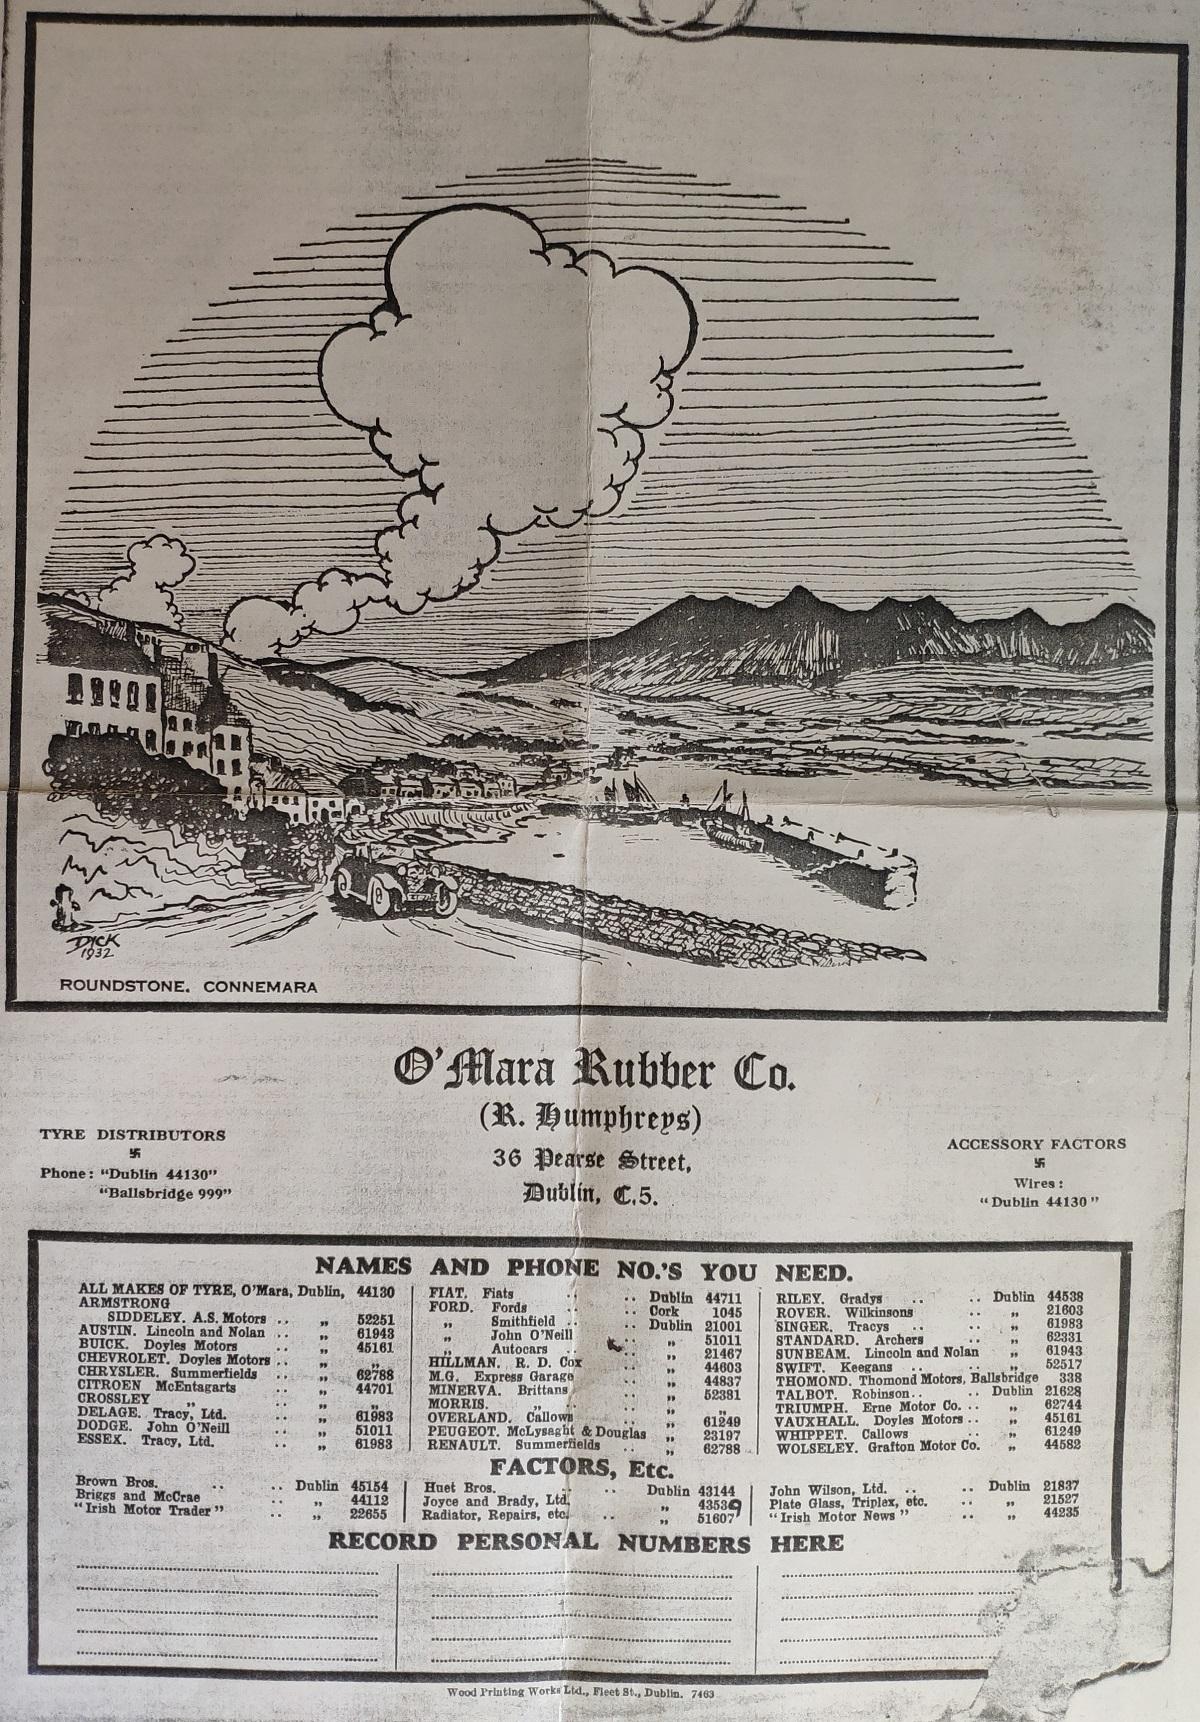 DICK
1932
ROUNDSTONE. CONNEMARA
O'Mara Rubber Co.
(R. Humphreys)
36 Pearse Street,
Dublin, C.5.
TYRE DISTRIBUTORS
卐
Phone: "Dublin 44130"
"Ballsbridge 999"
ACCESSORY FACTORS
卐
Wires:
"Dublin 44130"
NAMES AND PHONE NO.'S YOU NEED.
ALL MAKES OF TYRE, O'Mara, Dublin, 44130
ARMSTRONG
SIDDELEY. A.S. Motors .. „ 52251
AUSTIN. Lincoln and Nolan .. „ 61943
BUICK. Doyles Motors .. „ 45161
CHEVROLET. Doyles Motors .. „ „
CHRYSLER. Summerfields .. „ 62788
CITROEN McEntagarts .. „ 44701
CROSSLEY „ .. „ „
DELAGE. Tracy, Ltd. .. „ 61983
DODGE. John O'Neill .. „ 51011
ESSEX. Tracy, Ltd. .. „ 61983
FIAT. Fiats .. .. Dublin 44711
FORD. Fords .. .. Cork 1045
„ Smithfield .. .. Dublin 21001
„ John O'Neill .. „ 51011
„ Autocars .. .. „ 21467
HILLMAN. R. D. Cox .. „ 44603
M.G. Express Garage .. „ 44837
MINERVA. Brittans .. „ 52381
MORRIS. „ .. „ „
OVERLAND. Callows .. „ 61249
PEUGEOT. McLysaght & Douglas „ 23197
RENAULT. Summerfields .. „ 62788
RILEY. Gradys .. .. Dublin 44538
ROVER. Wilkinsons .. „ 21603
SINGER. Tracys .. .. „ 61983
STANDARD. Archers .. „ 62331
SUNBEAM. Lincoln and Nolan „ 61943
SWIFT. Keegans .. .. „ 52517
THOMOND. Thomond Motors, Ballsbridge 338
TALBOT. Robinson.. .. Dublin 21628
TRIUMPH. Erne Motor Co. .. „ 62744
VAUXHALL. Doyles Motors .. „ 45161
WHIPPET. Callows .. „ 61249
WOLSELEY. Grafton Motor Co. „ 44582
FACTORS, Etc.
Brown Bros. .. .. Dublin 45154
Briggs and McCrae .. „ 44112
"Irish Motor Trader" .. „ 22655
Huet Bros. .. .. Dublin 43144
Joyce and Brady, Ltd. .. „ 43539
Radiator, Repairs, etc. .. „ 51607
John Wilson, Ltd. .. .. Dublin 21837
Plate Glass, Triplex, etc. .. „ 21527
"Irish Motor News" .. „ 44235
RECORD PERSONAL NUMBERS HERE
Wood Printing Works Ltd., Fleet St., Dublin. 7463